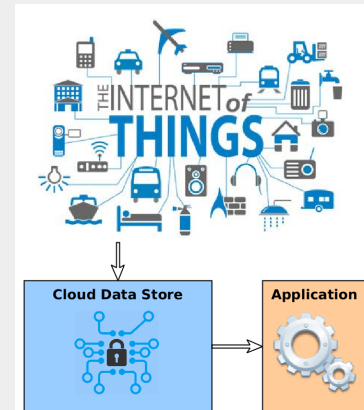 THE INTERNET of
THINGS
Cloud Data Store
Application